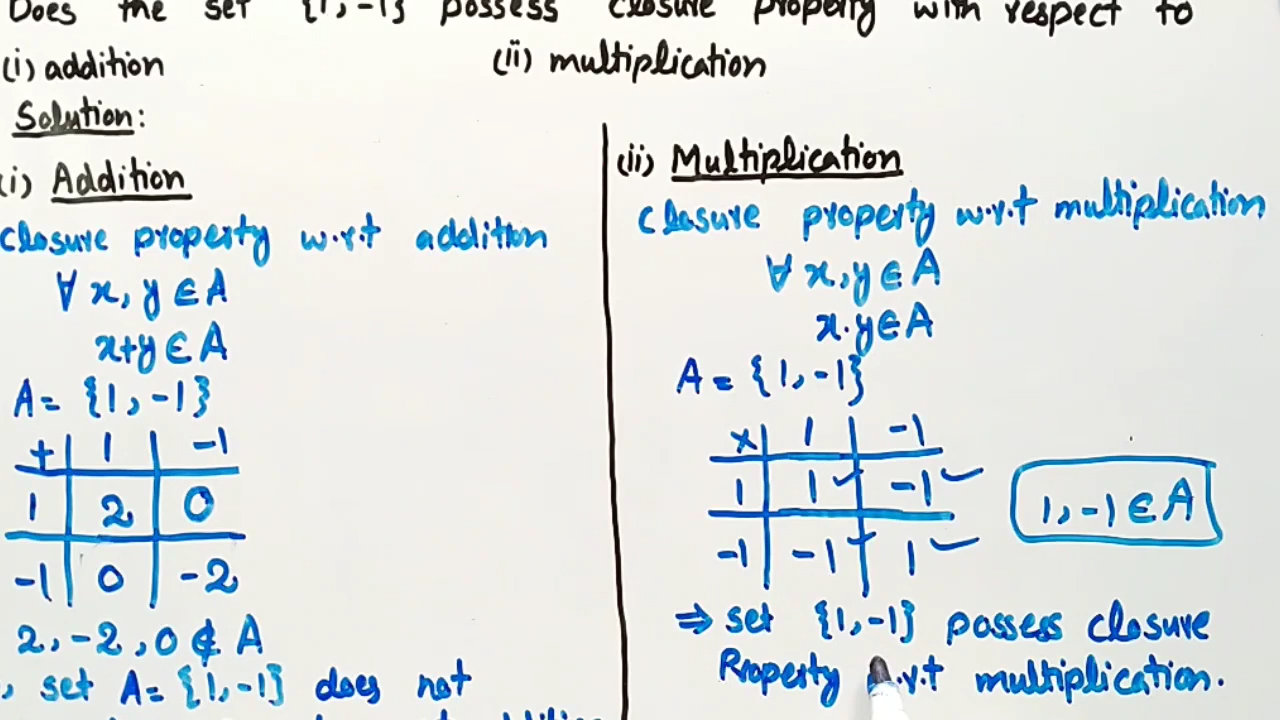 Does the set {1, -1} possess closure property with respect to
(i) addition (ii) multiplication
Solution:
(i) Addition
closure property w.r.t addition
∀ x, y ∈ A
x+y ∈ A
A = {1, -1}
+ 1 -1
1 2 0
-1 0 -2
2, -2, 0 ∉ A
set A = {1, -1} does not
(ii) Multiplication
closure property w.r.t multiplication
∀ x, y ∈ A
x·y ∈ A
A = {1, -1}
× 1 -1
1 1 ✓ -1 ✓
-1 -1 ✓ 1 ✓
1, -1 ∈ A
⇒ set {1, -1} possess closure
Property w.r.t multiplication.